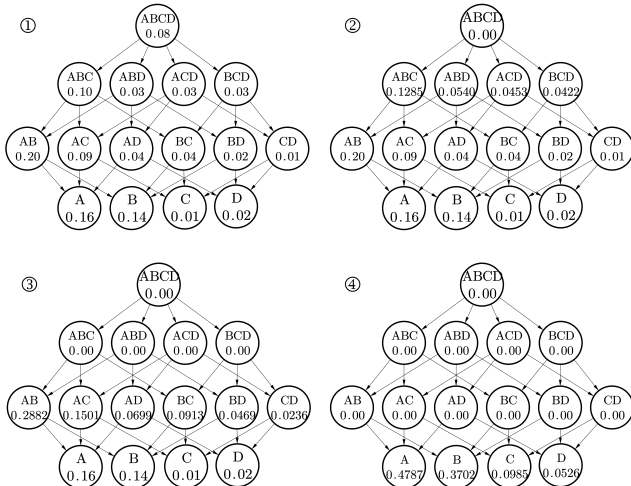 ①
ABCD
0.08
ABC ABD ACD BCD
0.10 0.03 0.03 0.03
AB AC AD BC BD CD
0.20 0.09 0.04 0.04 0.02 0.01
A B C D
0.16 0.14 0.01 0.02
②
ABCD
0.00
ABC ABD ACD BCD
0.1285 0.0540 0.0453 0.0422
AB AC AD BC BD CD
0.20 0.09 0.04 0.04 0.02 0.01
A B C D
0.16 0.14 0.01 0.02
③
ABCD
0.00
ABC ABD ACD BCD
0.00 0.00 0.00 0.00
AB AC AD BC BD CD
0.2882 0.1501 0.0699 0.0913 0.0469 0.0236
A B C D
0.16 0.14 0.01 0.02
④
ABCD
0.00
ABC ABD ACD BCD
0.00 0.00 0.00 0.00
AB AC AD BC BD CD
0.00 0.00 0.00 0.00 0.00 0.00
A B C D
0.4787 0.3702 0.0985 0.0526